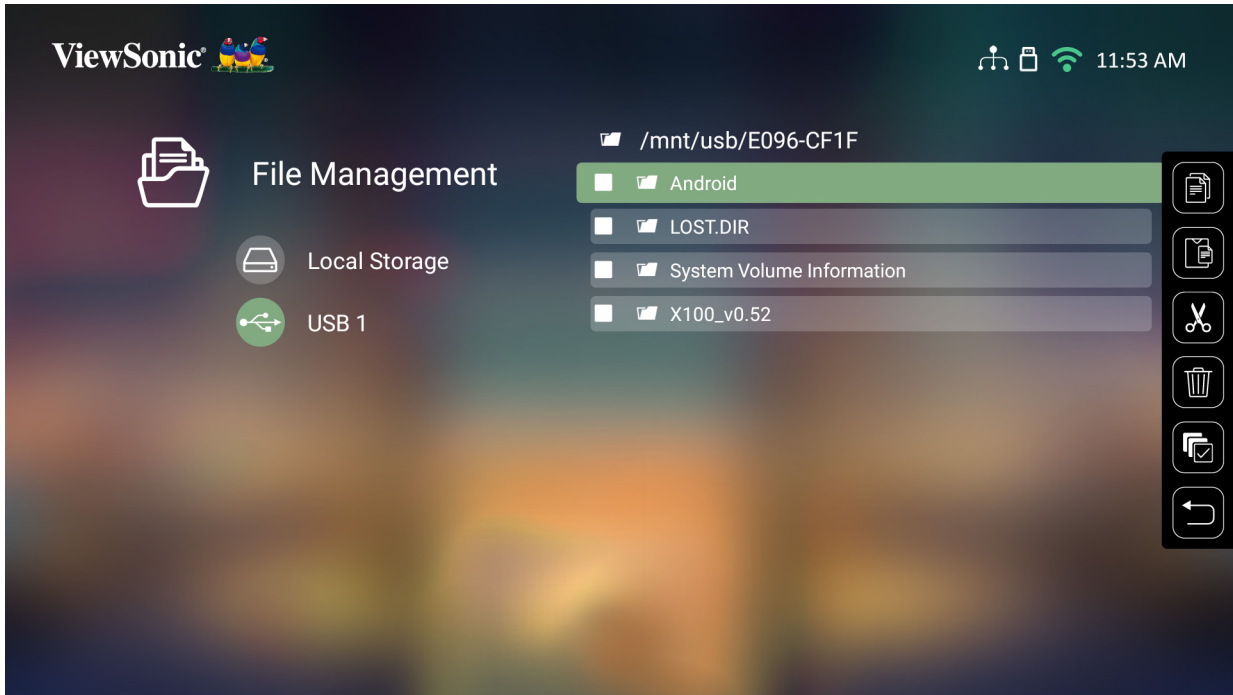 ViewSonic®
11:53 AM
File Management
Local Storage
USB 1
/mnt/usb/E096-CF1F
Android
LOST.DIR
System Volume Information
X100_v0.52